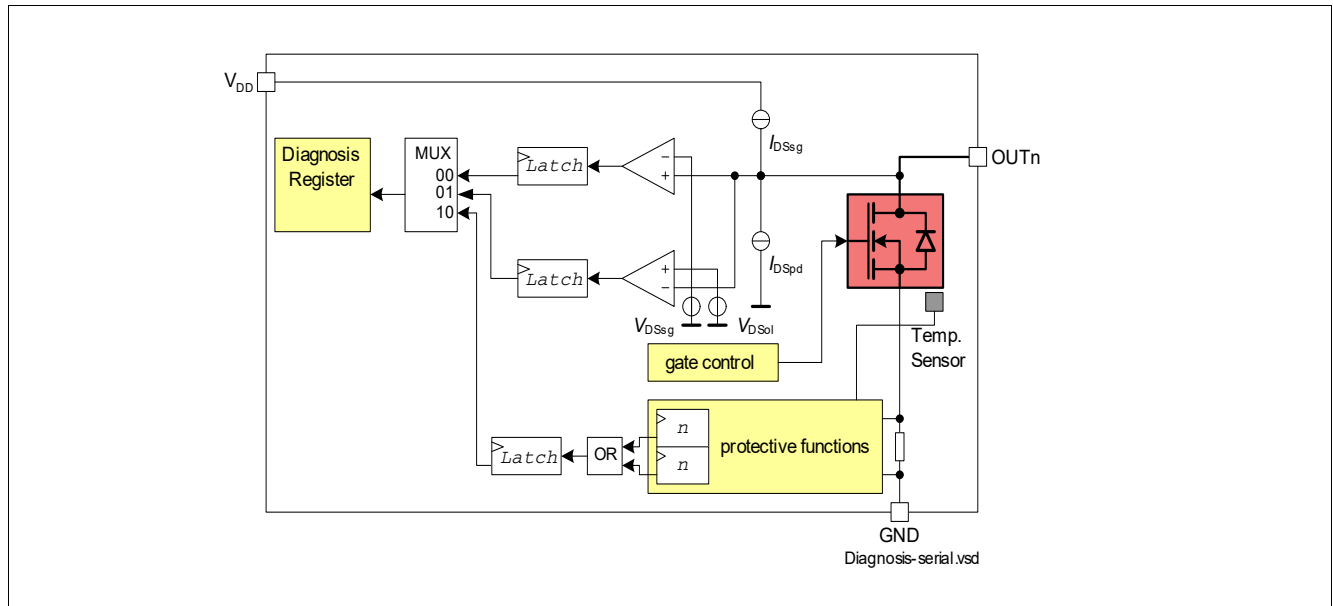 VDD
IDSsg
Diagnosis
Register
MUX
00
01
10
Latch
−
+
OUTn
Latch
+
−
IDSpd
VDSsg
VDSol
Temp.
Sensor
gate control
n
n
protective functions
OR
Latch
GND
Diagnosis-serial.vsd